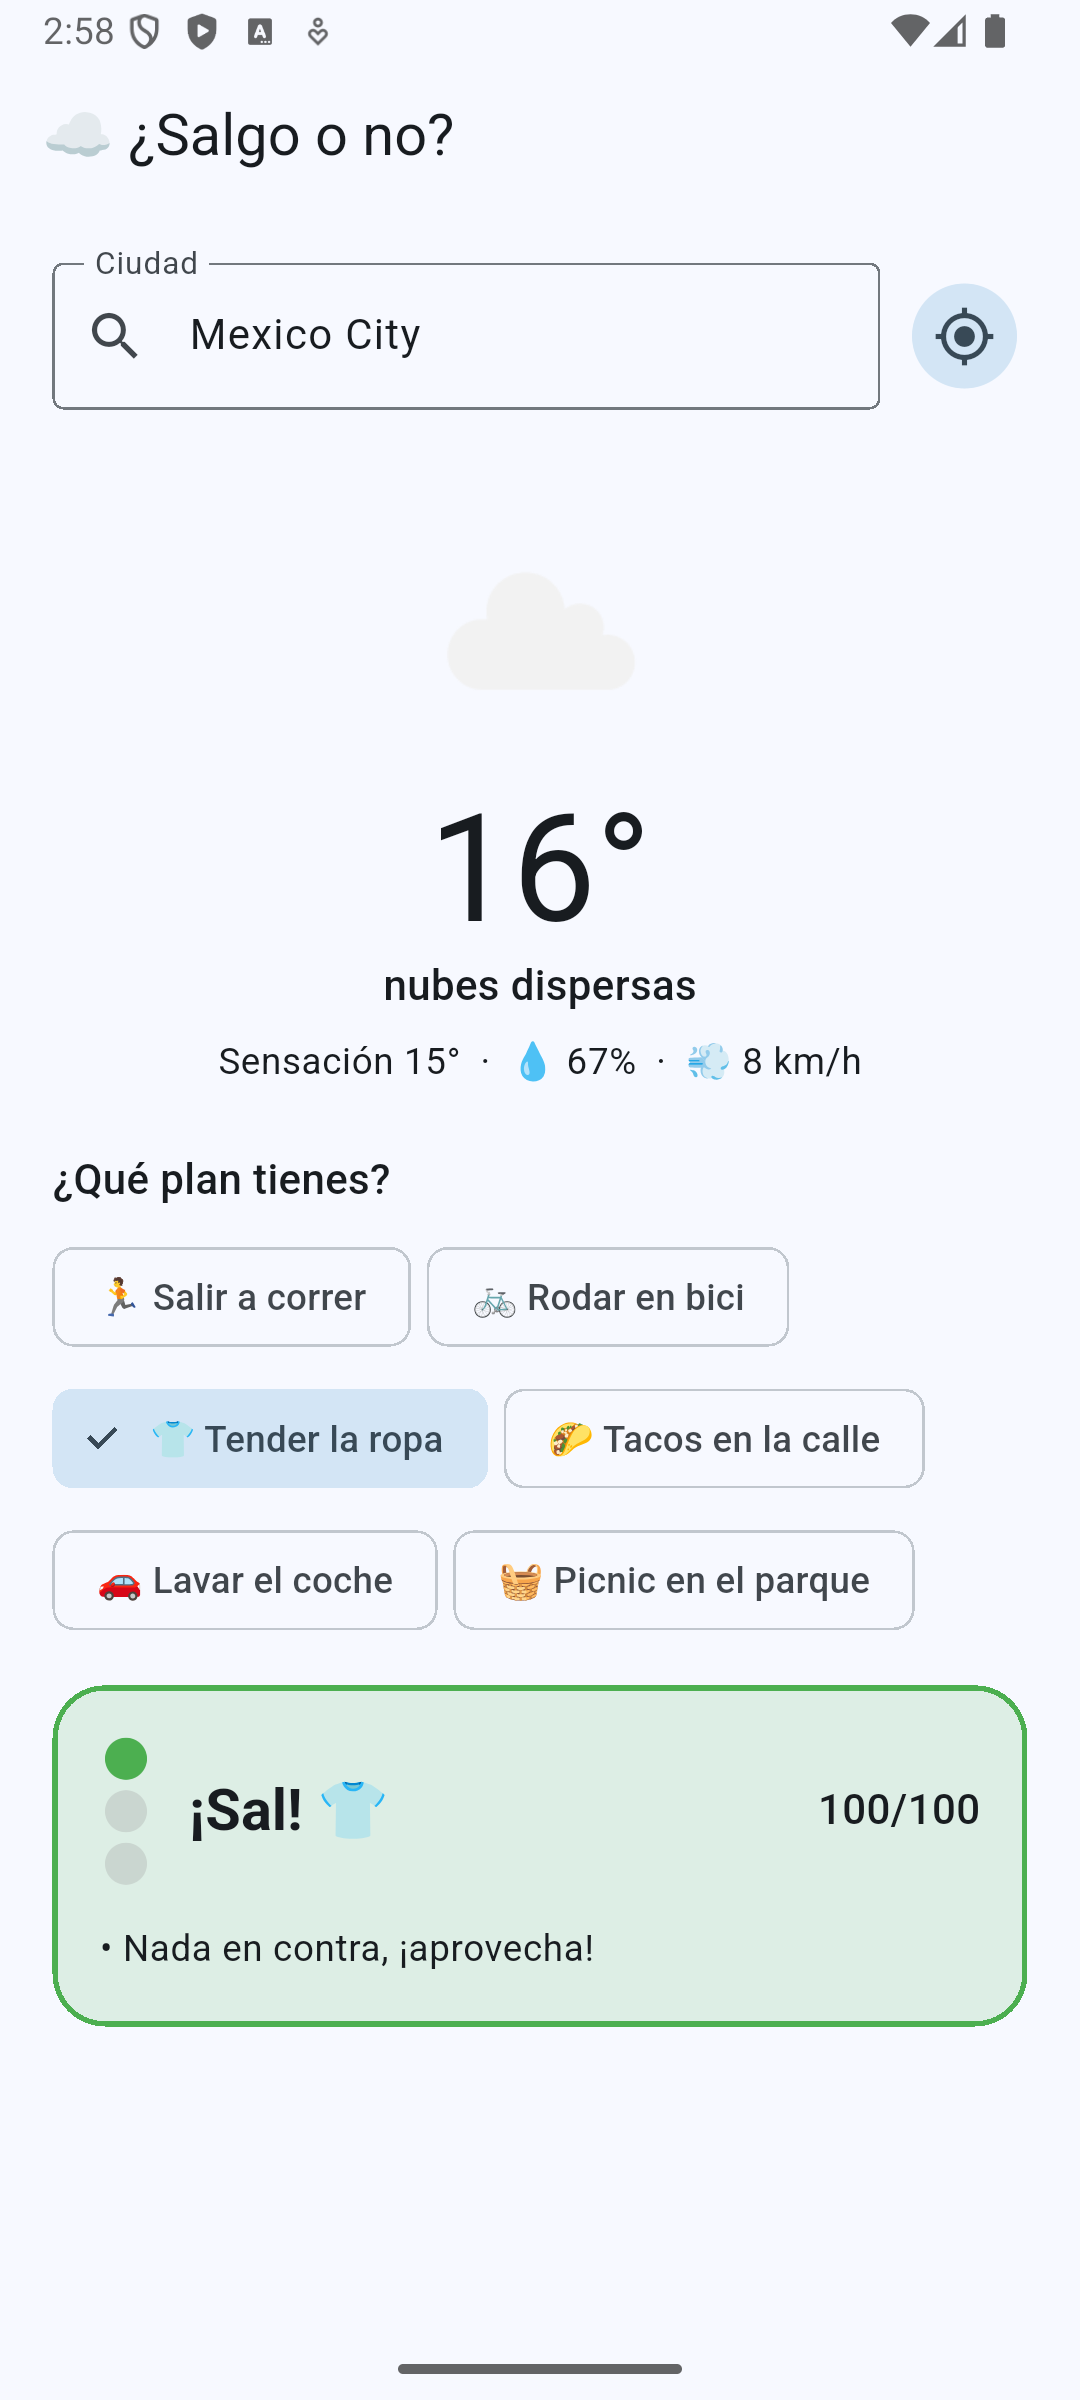 2:58
¿Salgo o no?
Ciudad
Mexico City
16°
nubes dispersas
Sensación 15° · 💧 67% · 💨 8 km/h
¿Qué plan tienes?
🏃 Salir a correr
🚲 Rodar en bici
👕 Tender la ropa
🌮 Tacos en la calle
🚗 Lavar el coche
🧺 Picnic en el parque
¡Sal! 👕 100/100
• Nada en contra, ¡aprovecha!